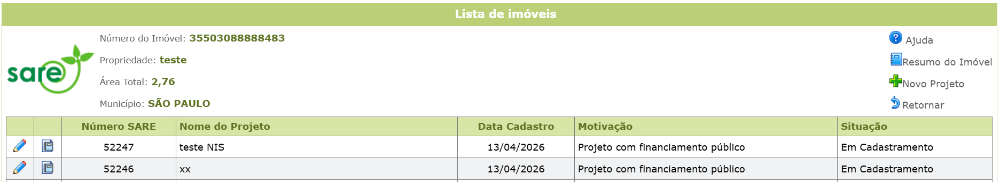 Lista de imóveis
sare
Número do Imóvel: 35503088888483
Propriedade: teste
Área Total: 2,76
Município: SÃO PAULO
Ajuda
Resumo do Imóvel
Novo Projeto
Retornar
Número SARE Nome do Projeto Data Cadastro Motivação Situação
52247 teste NIS 13/04/2026 Projeto com financiamento público Em Cadastramento
52246 xx 13/04/2026 Projeto com financiamento público Em Cadastramento